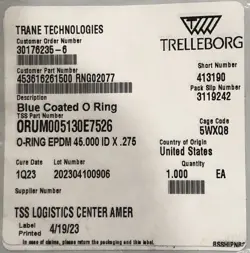 TRANE TECHNOLOGIES
TRELLEBORG
Customer Order Number
30176235-6
Short Number
413190
Customer Part Number
453616261500 RNG02077
Pick Slip Number
3119242
Description
Blue Coated O Ring
Cage Code
5WXQ8
TSS Part Number
ORUM005130E7526
O-RING EPDM 45.000 ID X .275
Country of Origin
United States
Cure Date
Lot Number
Quantity
1Q23
202304100906
1.000
EA
Supplier Number
TSS LOGISTICS CENTER AMER
Label
Printed
4/19/23
In case of claims, please return the packaging with this label.